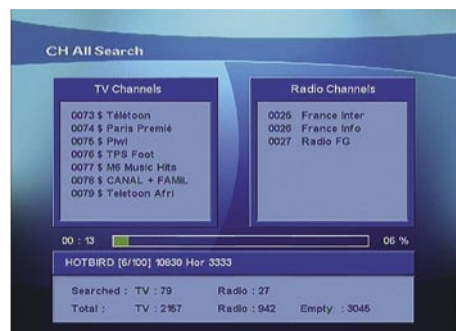 CH All Search
TV Channels
0073 $ Télétoon
0074 $ Paris Premiè
0075 $ Piwi
0076 $ TPS Foot
0077 $ M6 Music Hits
0078 $ CANAL + FAMIL
0079 $ Teletoon Afri
Radio Channels
0025 France Inter
0026 France Info
0027 Radio FG
00 : 13 06 %
HOTBIRD [6/100] 10830 Hor 3333
Searched : TV : 79 Radio : 27
Total : TV : 2157 Radio : 942 Empty : 3045